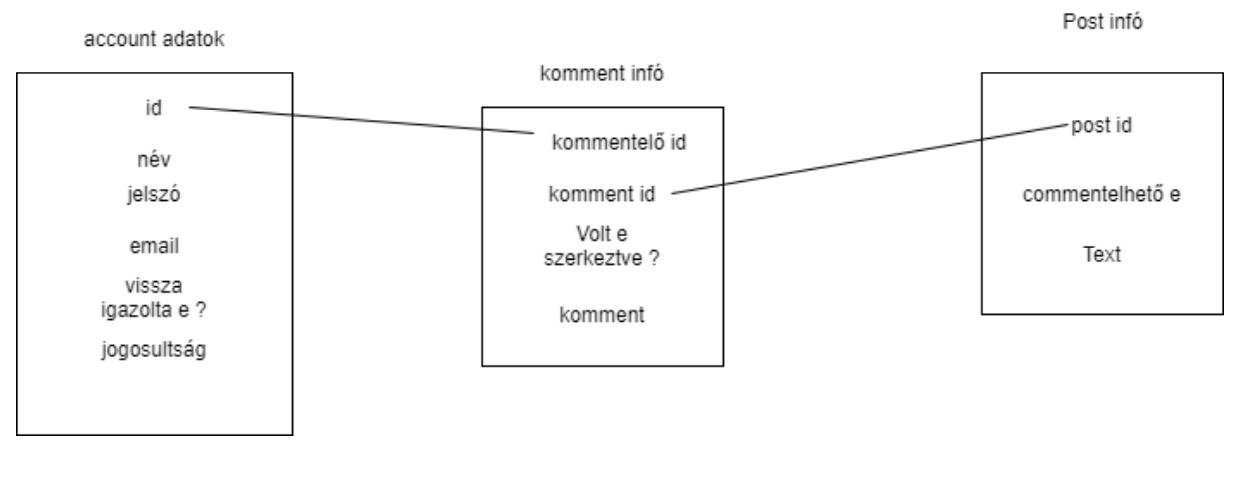 account adatok
id
név
jelszó
email
vissza
igazolta e ?
jogosultság
komment infó
kommentelő id
komment id
Volt e
szerkeztve ?
komment
Post infó
post id
commentelhető e
Text